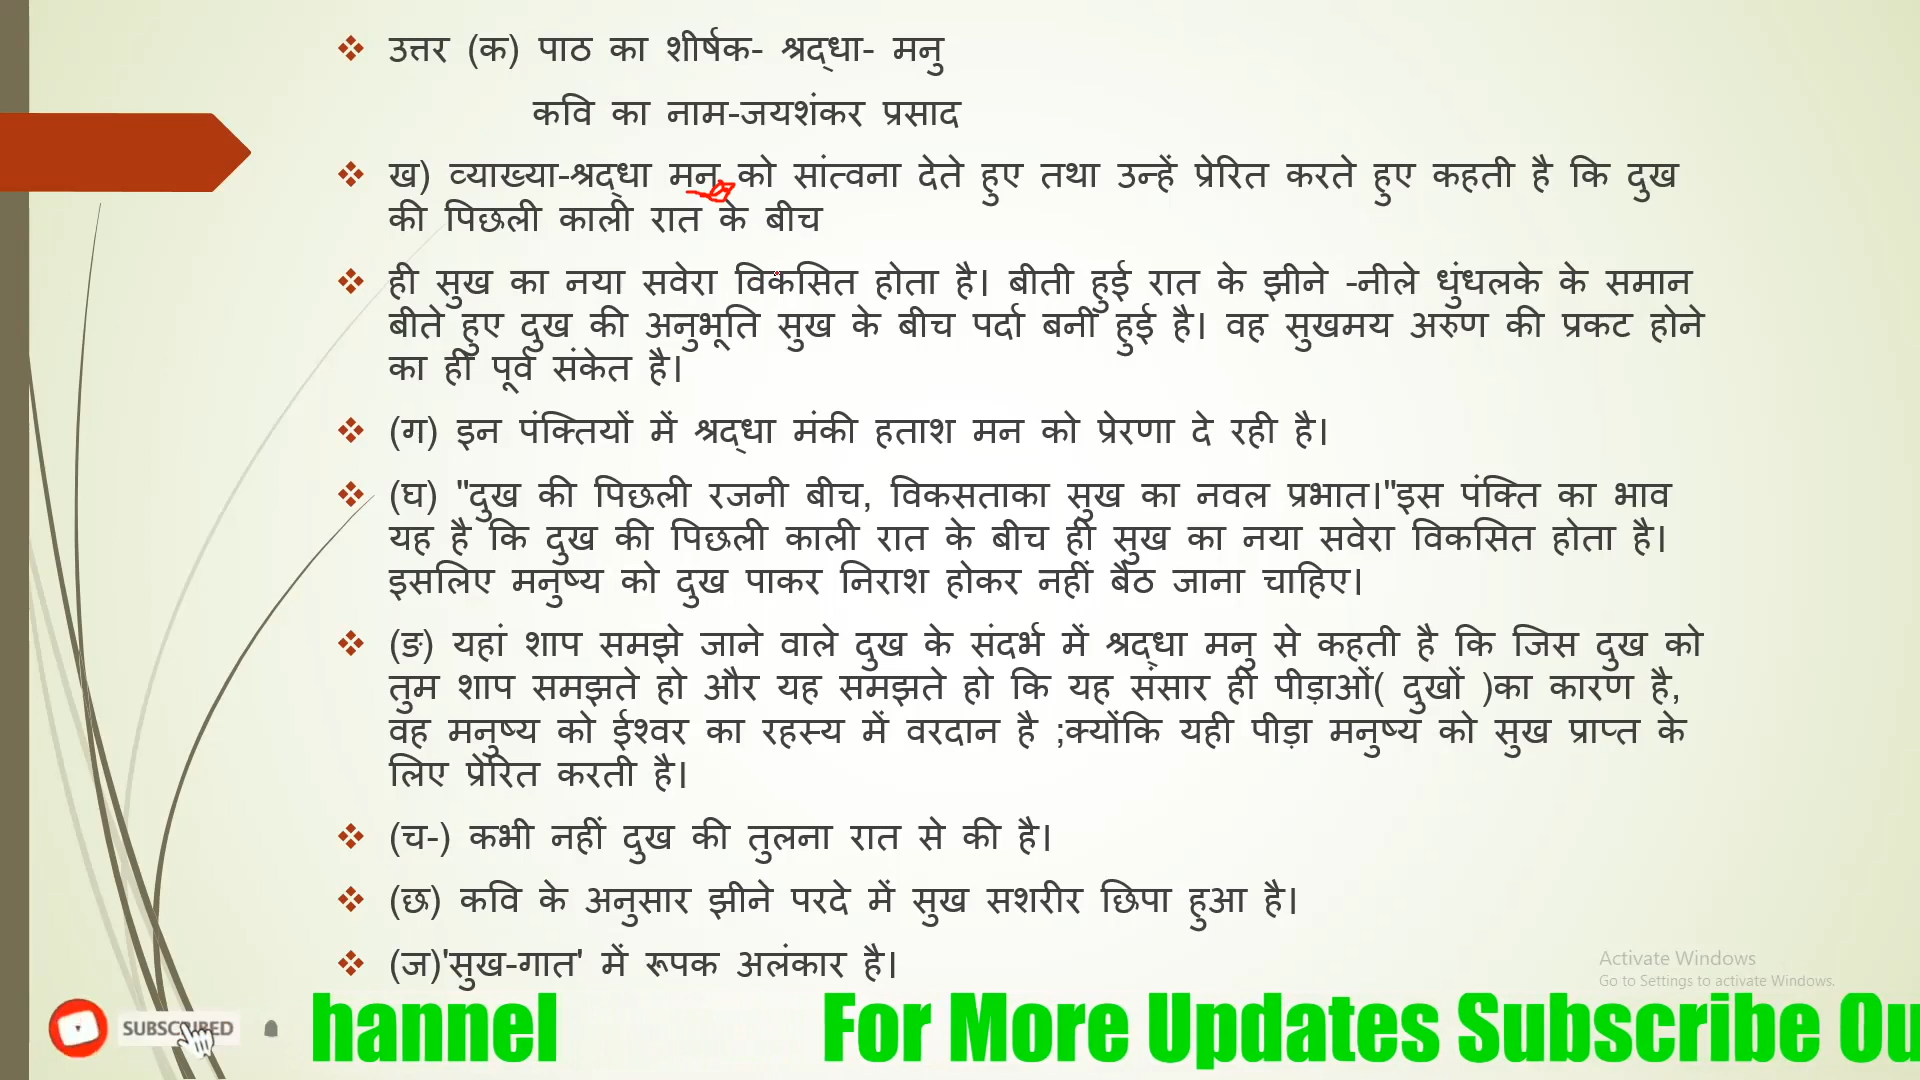 उत्तर (क) पाठ का शीर्षक- श्रद्धा- मनु
कवि का नाम-जयशंकर प्रसाद
ख) व्याख्या-श्रद्धा मन को सांत्वना देते हुए तथा उन्हें प्रेरित करते हुए कहती है कि दुख
की पिछली काली रात के बीच
ही सुख का नया सवेरा विकसित होता है। बीती हुई रात के झीने -नीले धुंधलके के समान
बीते हुए दुख की अनुभूति सुख के बीच पर्दा बनी हुई है। वह सुखमय अरुण की प्रकट होने
का ही पूर्व संकेत है।
(ग) इन पंक्तियों में श्रद्धा मंकी हताश मन को प्रेरणा दे रही है।
(घ) "दुख की पिछली रजनी बीच, विकसताका सुख का नवल प्रभात।"इस पंक्ति का भाव
यह है कि दुख की पिछली काली रात के बीच ही सुख का नया सवेरा विकसित होता है।
इसलिए मनुष्य को दुख पाकर निराश होकर नहीं बैठ जाना चाहिए।
(ङ) यहां शाप समझे जाने वाले दुख के संदर्भ में श्रद्धा मनु से कहती है कि जिस दुख को
तुम शाप समझते हो और यह समझते हो कि यह संसार ही पीड़ाओं( दुखों )का कारण है,
वह मनुष्य को ईश्वर का रहस्य में वरदान है ;क्योंकि यही पीड़ा मनुष्य को सुख प्राप्त के
लिए प्रेरित करती है।
(च-) कभी नहीं दुख की तुलना रात से की है।
(छ) कवि के अनुसार झीने परदे में सुख सशरीर छिपा हुआ है।
(ज)'सुख-गात' में रूपक अलंकार है।
Activate Windows
Go to Settings to activate Windows.
SUBSCRIBED
hannel For More Updates Subscribe Ou